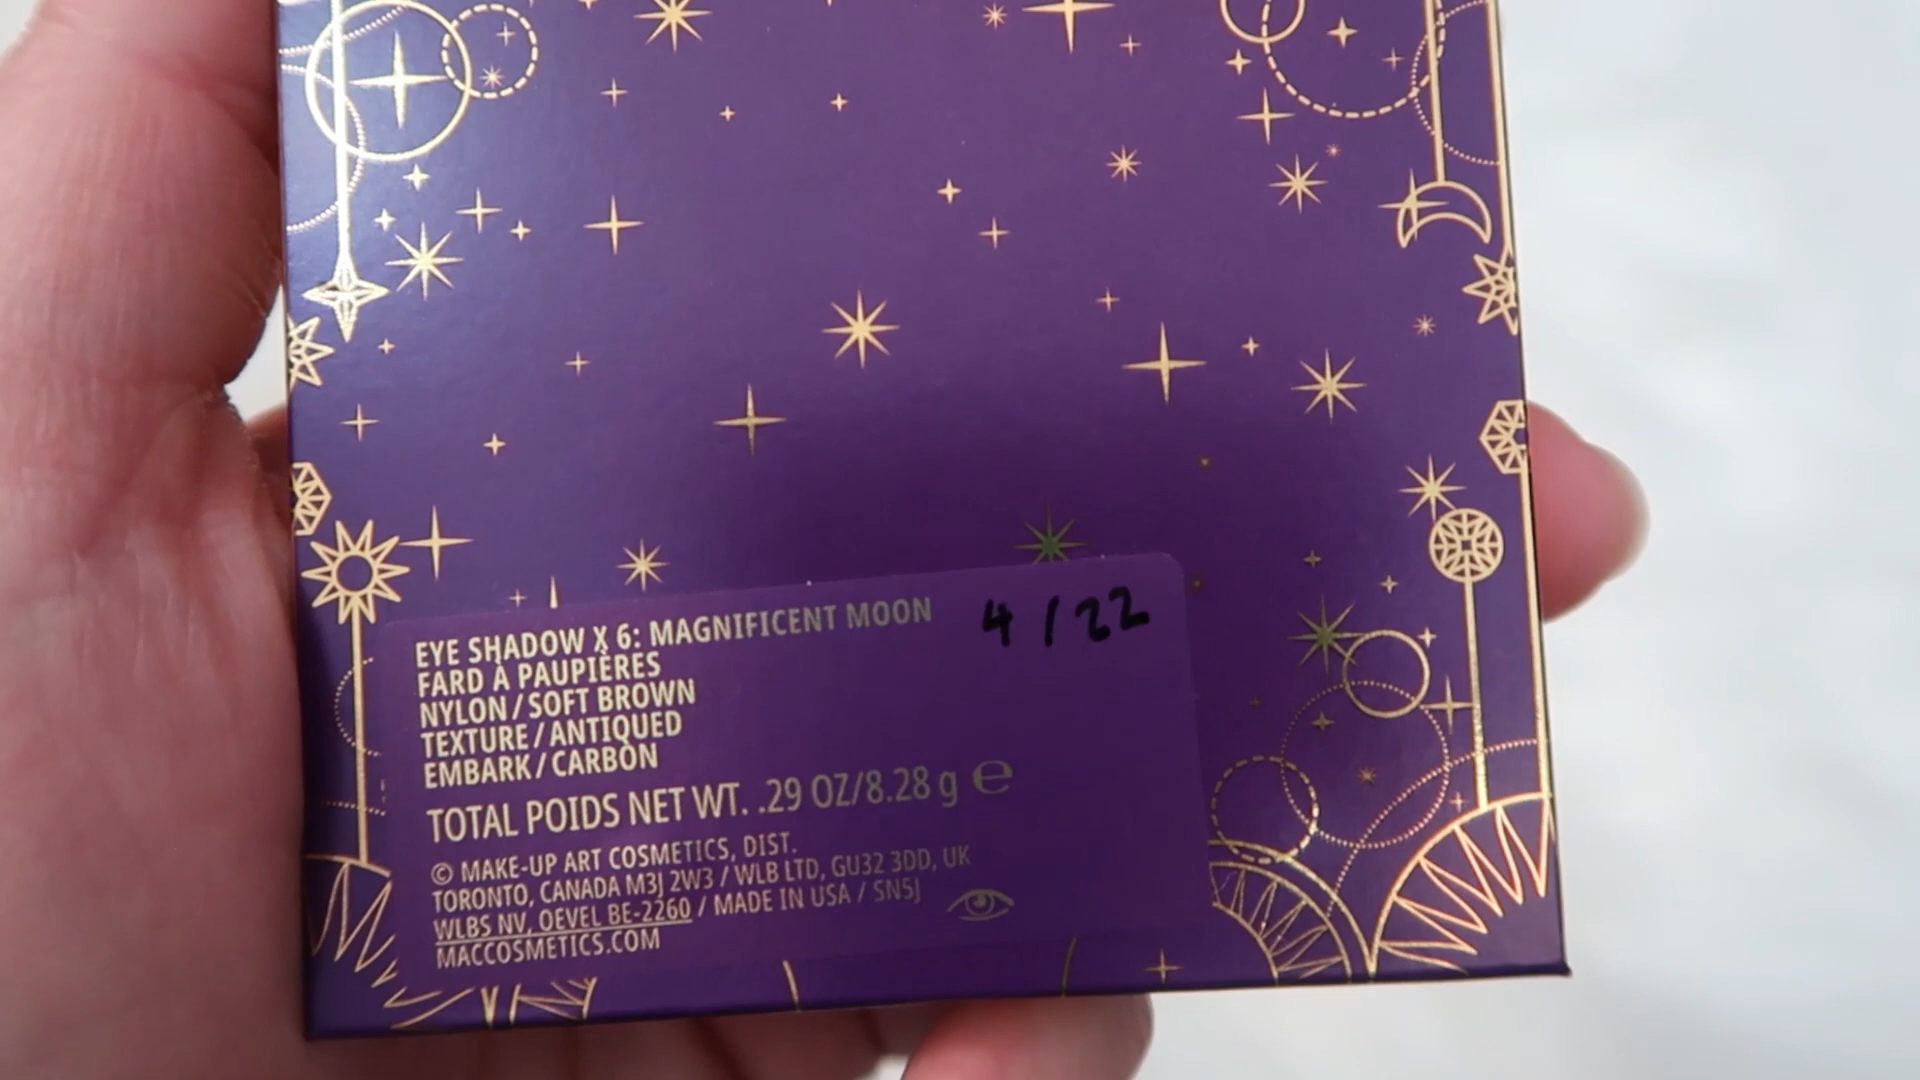 EYE SHADOW X 6: MAGNIFICENT MOON 4/22
FARD À PAUPIÈRES
NYLON/SOFT BROWN
TEXTURE/ANTIQUED
EMBARK/CARBON
TOTAL POIDS NET WT. .29 OZ/8.28 g ℮
© MAKE-UP ART COSMETICS, DIST.
TORONTO, CANADA M3J 2W3 / WLB LTD, GU32 3DD, UK
WLBS NV, OEVEL BE-2260 / MADE IN USA / SN5J
MACCOSMETICS.COM